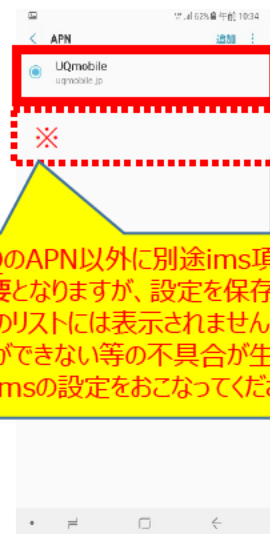 62% 午前 10:34
APN 追加
UQmobile
uqmobile.jp
※
のAPN以外に別途ims項
要となりますが、設定を保存
のリストには表示されません
ができない等の不具合が生
msの設定をおこなってくだ